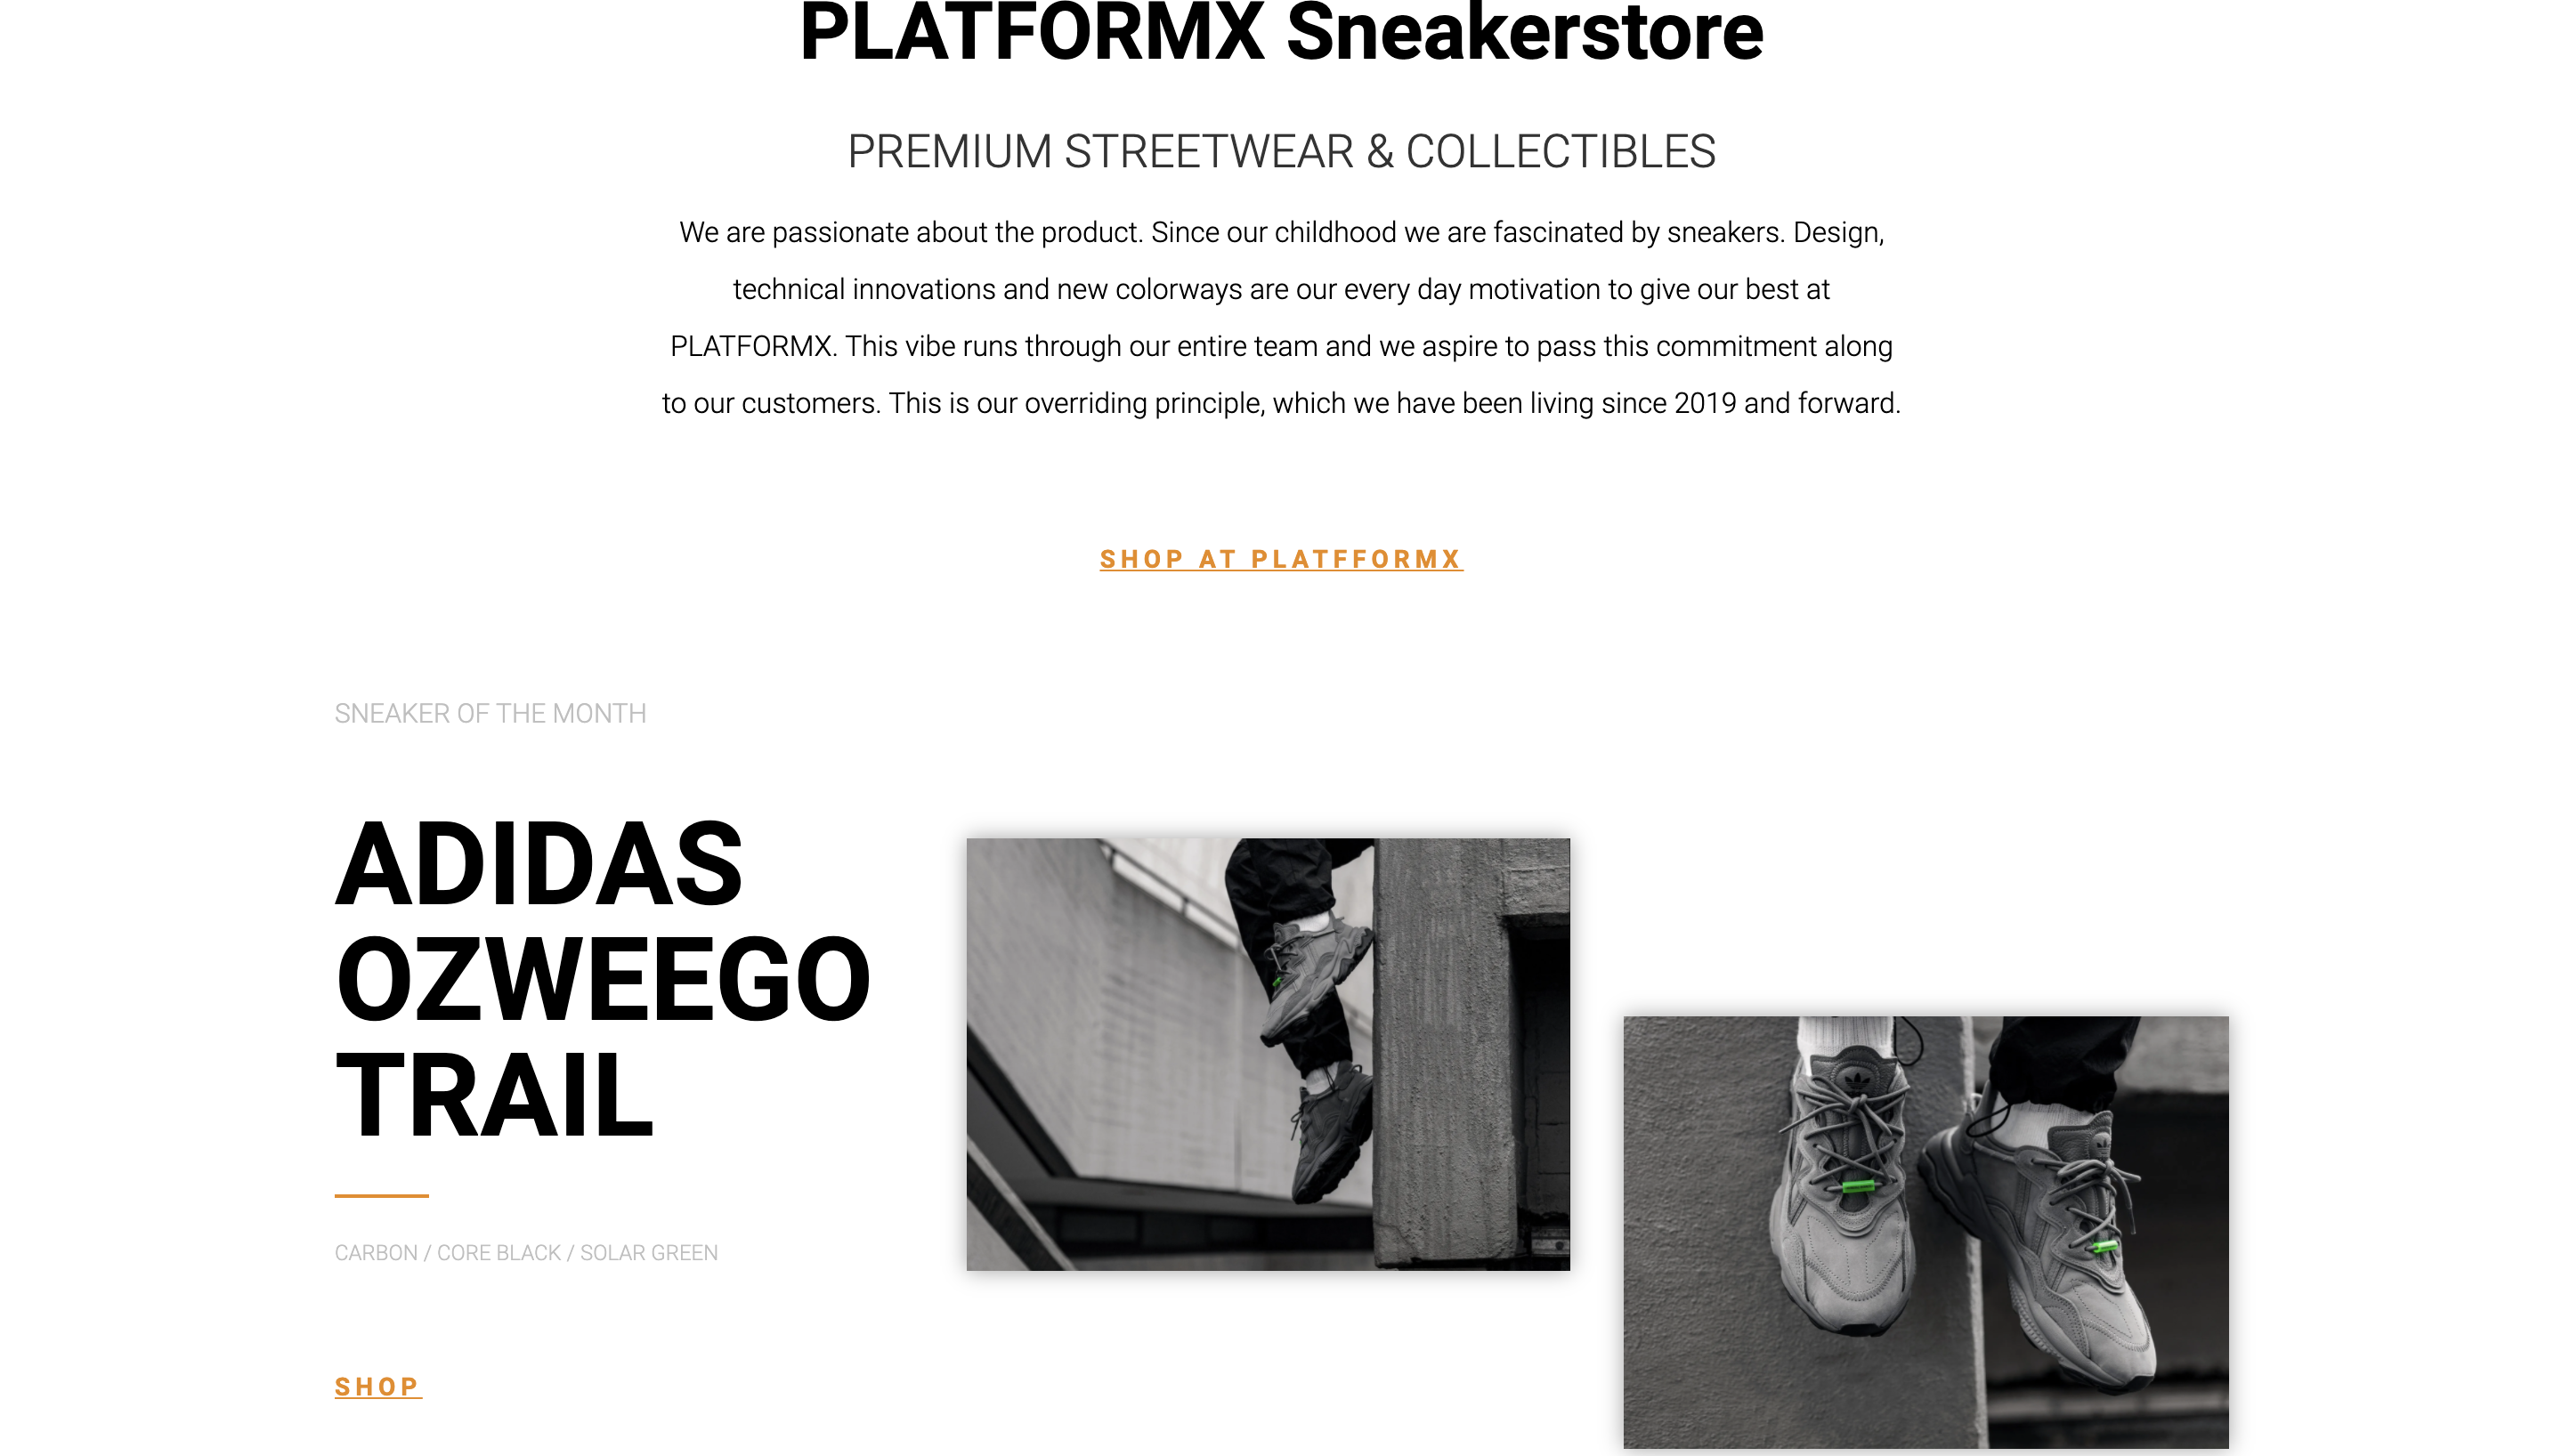 PLATFORMX Sneakerstore
PREMIUM STREETWEAR & COLLECTIBLES
We are passionate about the product. Since our childhood we are fascinated by sneakers. Design,
technical innovations and new colorways are our every day motivation to give our best at
PLATFORMX. This vibe runs through our entire team and we aspire to pass this commitment along
to our customers. This is our overriding principle, which we have been living since 2019 and forward.
SHOP AT PLATFFORMX
SNEAKER OF THE MONTH
ADIDAS
OZWEEGO
TRAIL
CARBON / CORE BLACK / SOLAR GREEN
SHOP